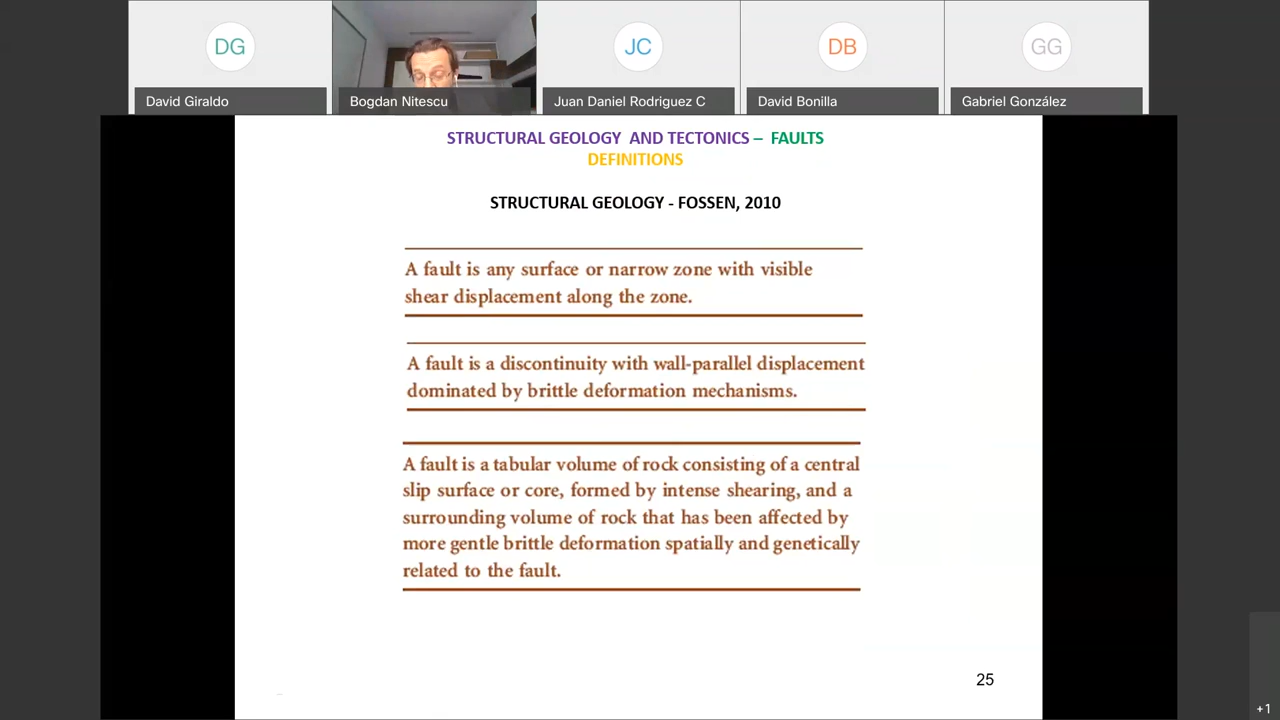 DG
JC
DB
GG
David Giraldo
Bogdan Nitescu
Juan Daniel Rodriguez C
David Bonilla
Gabriel González
STRUCTURAL GEOLOGY AND TECTONICS – FAULTS
DEFINITIONS
STRUCTURAL GEOLOGY - FOSSEN, 2010
A fault is any surface or narrow zone with visible
shear displacement along the zone.
A fault is a discontinuity with wall-parallel displacement
dominated by brittle deformation mechanisms.
A fault is a tabular volume of rock consisting of a central
slip surface or core, formed by intense shearing, and a
surrounding volume of rock that has been affected by
more gentle brittle deformation spatially and genetically
related to the fault.
25
+1